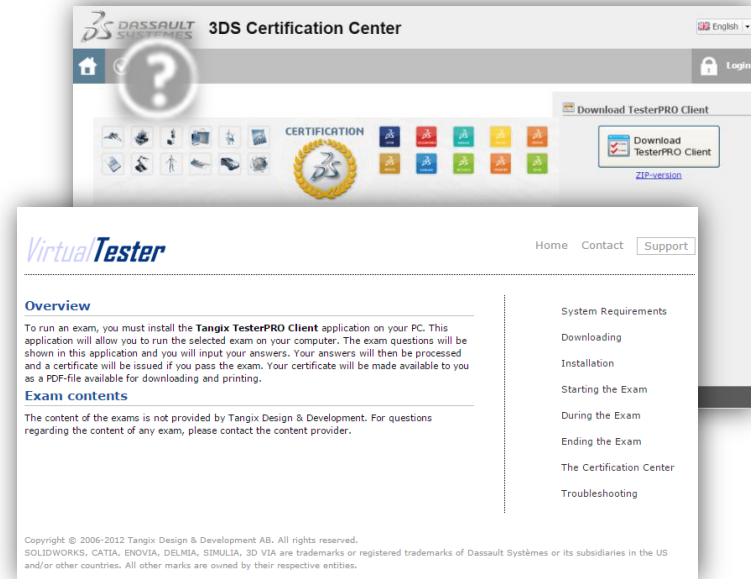 DASSAULT
SYSTEMES
3DS Certification Center
English
?
Login
Download TesterPRO Client
CERTIFICATION
Download
TesterPRO Client
ZIP-version
VirtualTester
Home Contact Support
Overview
To run an exam, you must install the Tangix TesterPRO Client application on your PC. This
application will allow you to run the selected exam on your computer. The exam questions will be
shown in this application and you will input your answers. Your answers will then be processed
and a certificate will be issued if you pass the exam. Your certificate will be made available to you
as a PDF-file available for downloading and printing.
Exam contents
The content of the exams is not provided by Tangix Design & Development. For questions
regarding the content of any exam, please contact the content provider.
System Requirements
Downloading
Installation
Starting the Exam
During the Exam
Ending the Exam
The Certification Center
Troubleshooting
Copyright © 2006-2012 Tangix Design & Development AB. All rights reserved.
SOLIDWORKS, CATIA, ENOVIA, DELMIA, SIMULIA, 3D VIA are trademarks or registered trademarks of Dassault Systèmes or its subsidiaries in the US
and/or other countries. All other marks are owned by their respective entities.